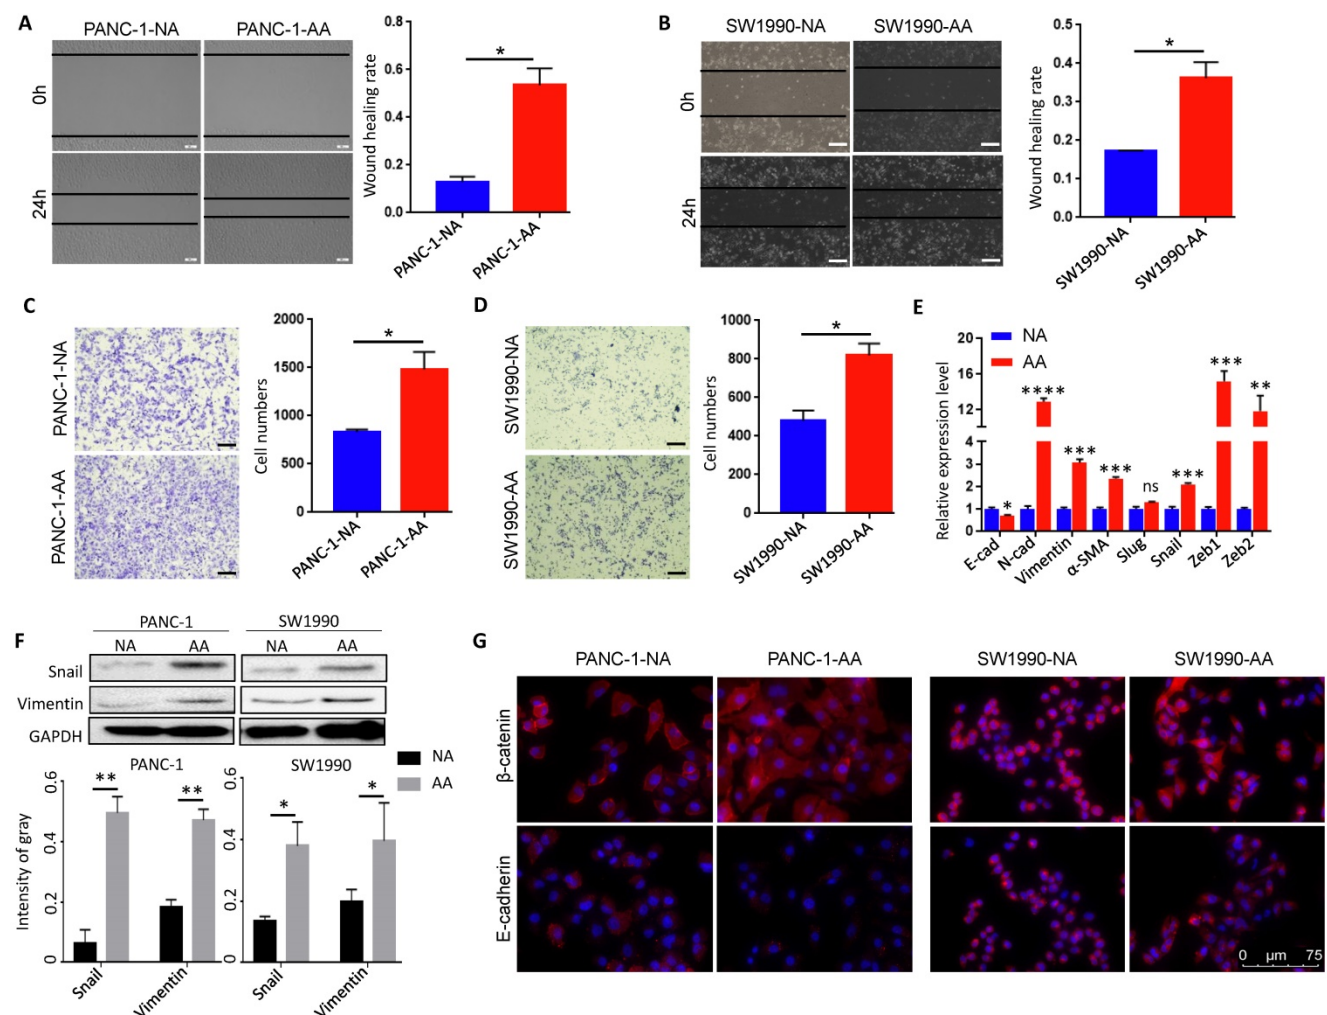 A
PANC-1-NA
PANC-1-AA
0h
24h
Wound healing rate
0.8
0.6
0.4
0.2
0.0
*
PANC-1-NA
PANC-1-AA
B
SW1990-NA
SW1990-AA
0h
24h
Wound healing rate
0.5
0.4
0.3
0.2
0.1
0.0
*
SW1990-NA
SW1990-AA
C
PANC-1-NA
PANC-1-AA
Cell numbers
2000
1500
1000
500
0
*
PANC-1-NA
PANC-1-AA
D
SW1990-NA
SW1990-AA
Cell numbers
1000
800
600
400
200
0
*
SW1990-NA
SW1990-AA
E
NA
AA
Relative expression level
20
16
12
4
3
2
1
0
* **** *** *** ns *** *** **
E-cad
N-cad
Vimentin
α-SMA
Slug
Snail
Zeb1
Zeb2
F
PANC-1
SW1990
NA AA NA AA
Snail
Vimentin
GAPDH
NA
AA
PANC-1
SW1990
Intensity of gray
0.6
0.4
0.2
0
** **
Snail
Vimentin
0.6
0.4
0.2
0
* *
Snail
Vimentin
G
PANC-1-NA
PANC-1-AA
SW1990-NA
SW1990-AA
β-catenin
E-cadherin
0 μm 75